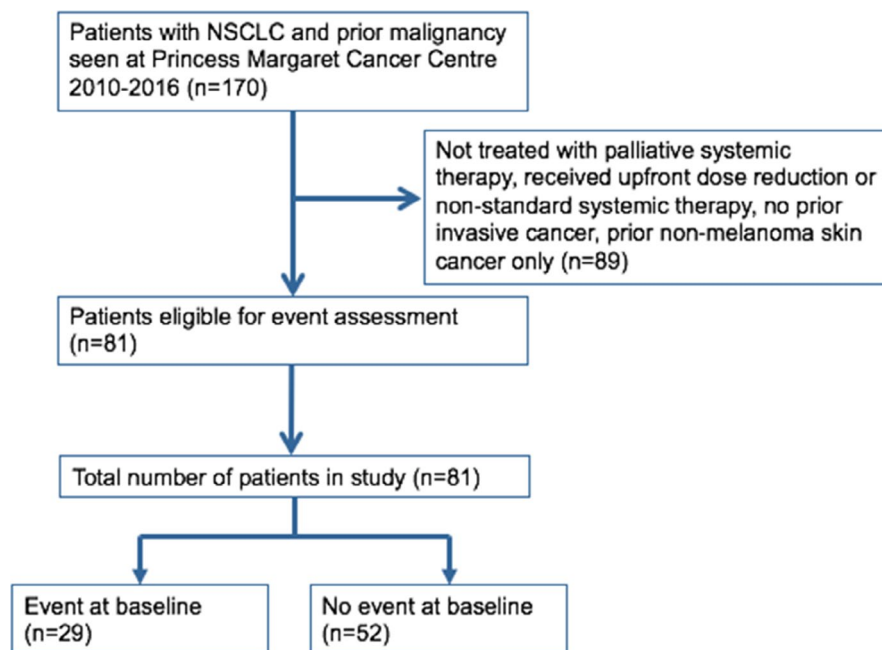 Patients with NSCLC and prior malignancy
seen at Princess Margaret Cancer Centre
2010-2016 (n=170)
Not treated with palliative systemic
therapy, received upfront dose reduction or
non-standard systemic therapy, no prior
invasive cancer, prior non-melanoma skin
cancer only (n=89)
Patients eligible for event assessment
(n=81)
Total number of patients in study (n=81)
Event at baseline
(n=29)
No event at baseline
(n=52)